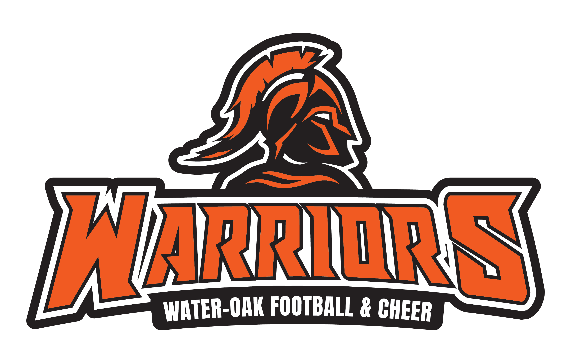 WARRIORS
WATER-OAK FOOTBALL & CHEER